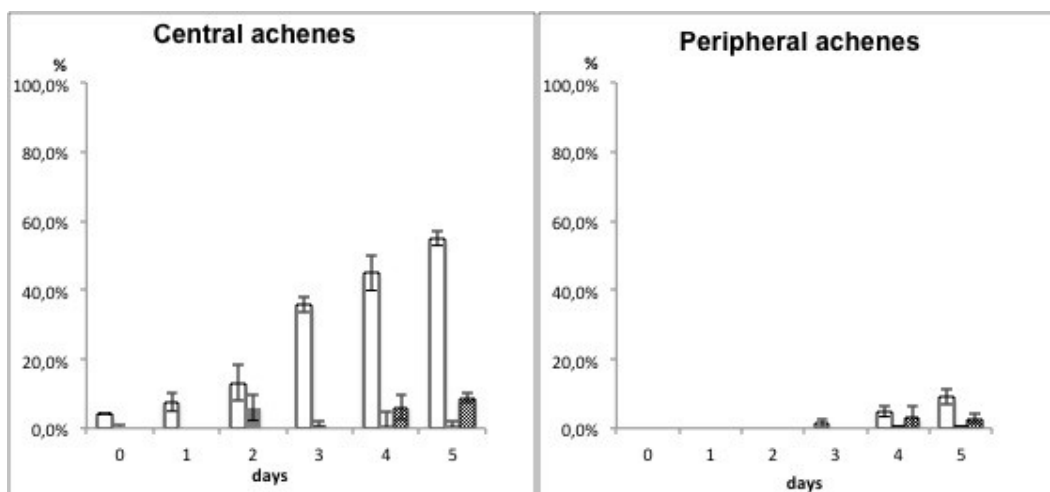 Central achenes
%
100,0%
80,0%
60,0%
40,0%
20,0%
0,0%
0 1 2 3 4 5
days
Peripheral achenes
%
100,0%
80,0%
60,0%
40,0%
20,0%
0,0%
0 1 2 3 4 5
days